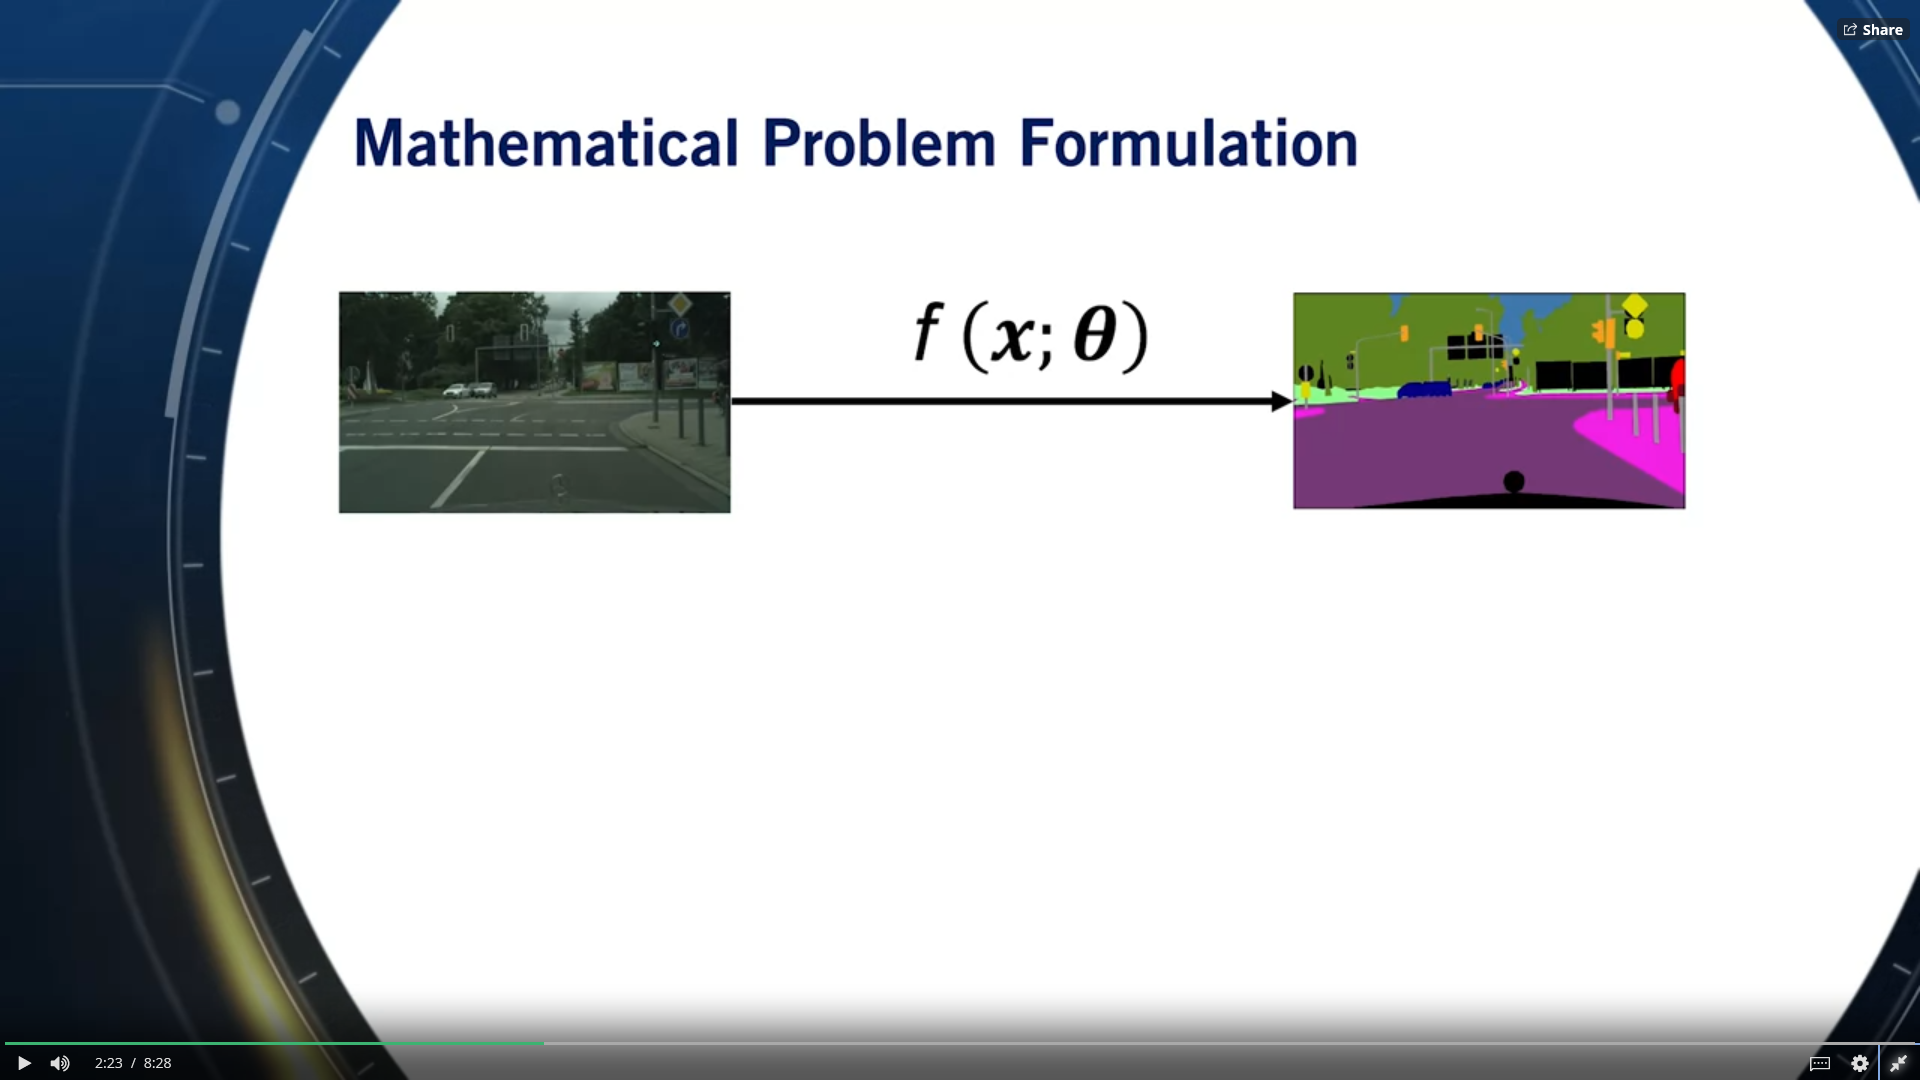 Share
Mathematical Problem Formulation
f (x; θ)
2:23 / 8:28